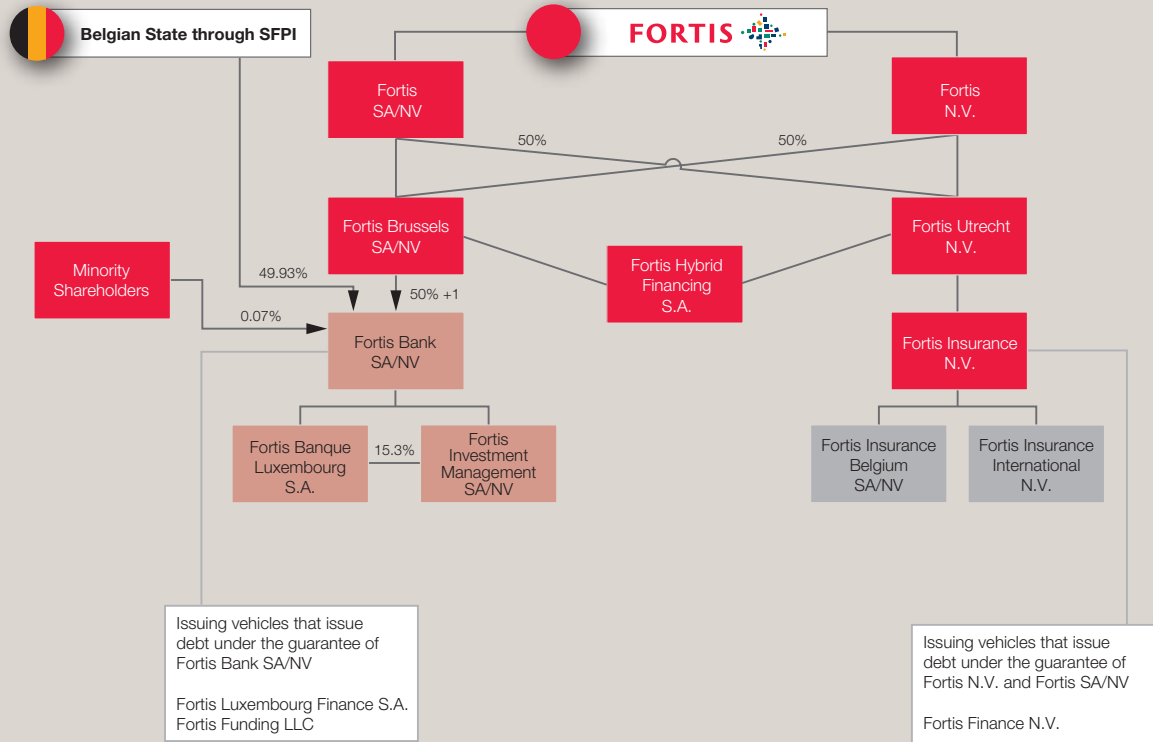 Belgian State through SFPI
FORTIS
Fortis
SA/NV
Fortis
N.V.
50%
50%
Fortis Brussels
SA/NV
Fortis Utrecht
N.V.
Minority
Shareholders
49.93%
0.07%
50% +1
Fortis Hybrid
Financing
S.A.
Fortis Bank
SA/NV
Fortis Insurance
N.V.
Fortis Banque
Luxembourg
S.A.
15.3%
Fortis
Investment
Management
SA/NV
Fortis Insurance
Belgium
SA/NV
Fortis Insurance
International
N.V.
Issuing vehicles that issue
debt under the guarantee of
Fortis Bank SA/NV
Fortis Luxembourg Finance S.A.
Fortis Funding LLC
Issuing vehicles that issue
debt under the guarantee of
Fortis N.V. and Fortis SA/NV
Fortis Finance N.V.